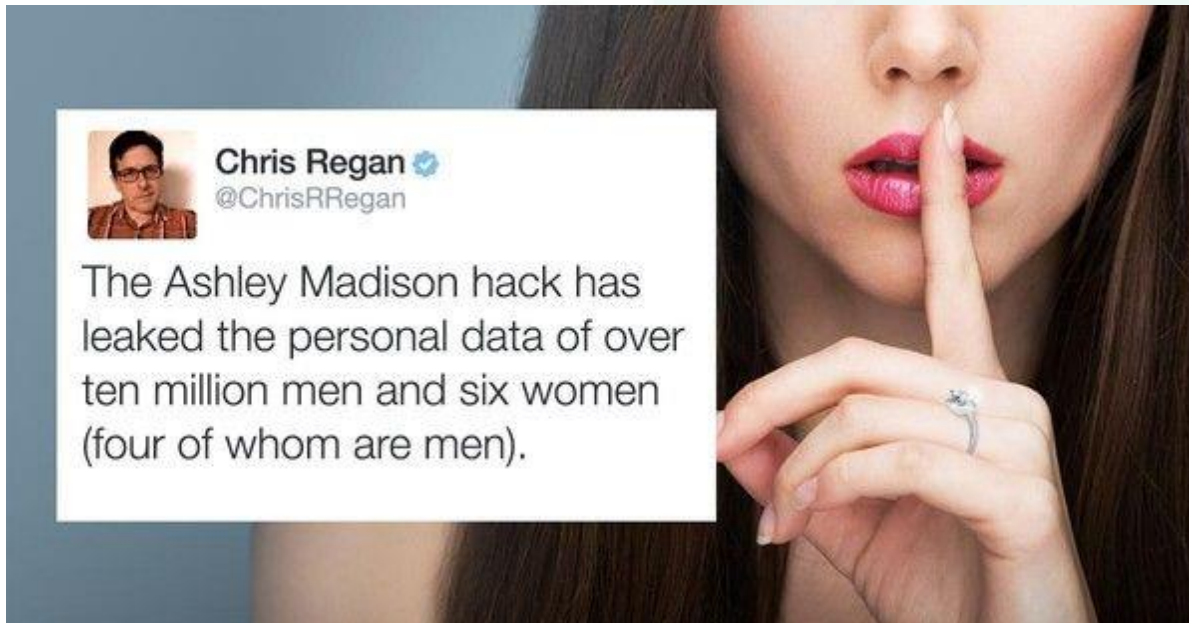 Chris Regan
@ChrisRRegan
The Ashley Madison hack has
leaked the personal data of over
ten million men and six women
(four of whom are men).